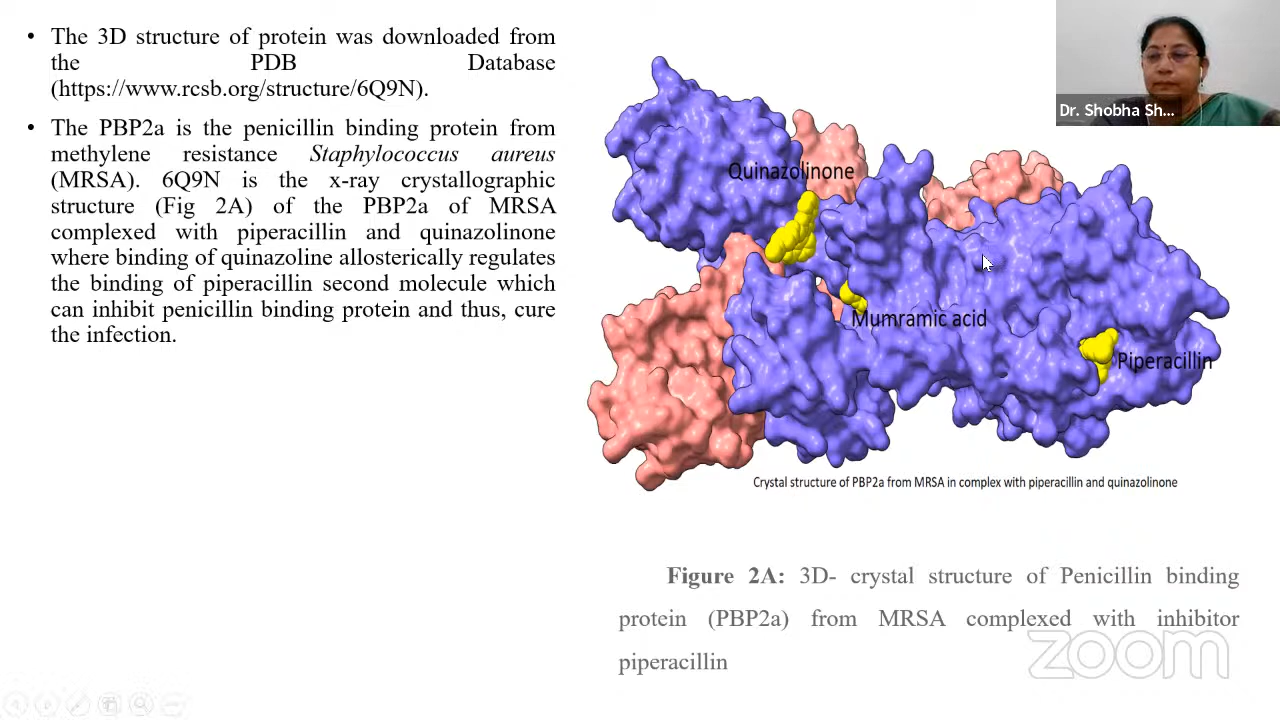 • The 3D structure of protein was downloaded from
the PDB Database
(https://www.rcsb.org/structure/6Q9N).
• The PBP2a is the penicillin binding protein from
methylene resistance Staphylococcus aureus
(MRSA). 6Q9N is the x-ray crystallographic
structure (Fig 2A) of the PBP2a of MRSA
complexed with piperacillin and quinazolinone
where binding of quinazoline allosterically regulates
the binding of piperacillin second molecule which
can inhibit penicillin binding protein and thus, cure
the infection.
Dr. Shobha Sh...
Quinazolinone
Mumramic acid
Piperacillin
Crystal structure of PBP2a from MRSA in complex with piperacillin and quinazolinone
Figure 2A: 3D- crystal structure of Penicillin binding
protein (PBP2a) from MRSA complexed with inhibitor
piperacillin
zoom